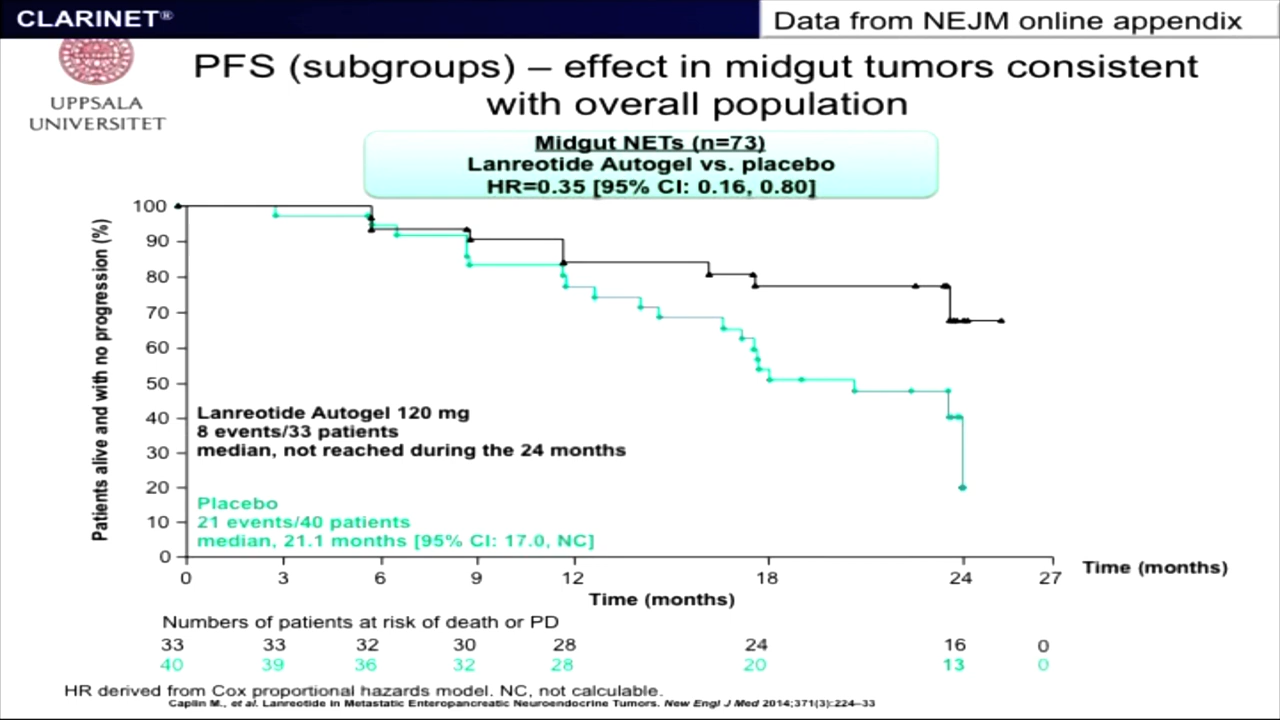 CLARINET®
Data from NEJM online appendix
UPPSALA
UNIVERSITET
PFS (subgroups) – effect in midgut tumors consistent
with overall population
Midgut NETs (n=73)
Lanreotide Autogel vs. placebo
HR=0.35 [95% CI: 0.16, 0.80]
Patients alive and with no progression (%)
100
90
80
70
60
50
40
30
20
10
0
Lanreotide Autogel 120 mg
8 events/33 patients
median, not reached during the 24 months
Placebo
21 events/40 patients
median, 21.1 months [95% CI: 17.0, NC]
0 3 6 9 12 18 24 27
Time (months)
Time (months)
Numbers of patients at risk of death or PD
33 33 32 30 28 24 16 0
40 39 36 32 28 20 13 0
HR derived from Cox proportional hazards model. NC, not calculable.
Caplin M., et al. Lanreotide in Metastatic Enteropancreatic Neuroendocrine Tumors. New Engl J Med 2014;371(3):224–33